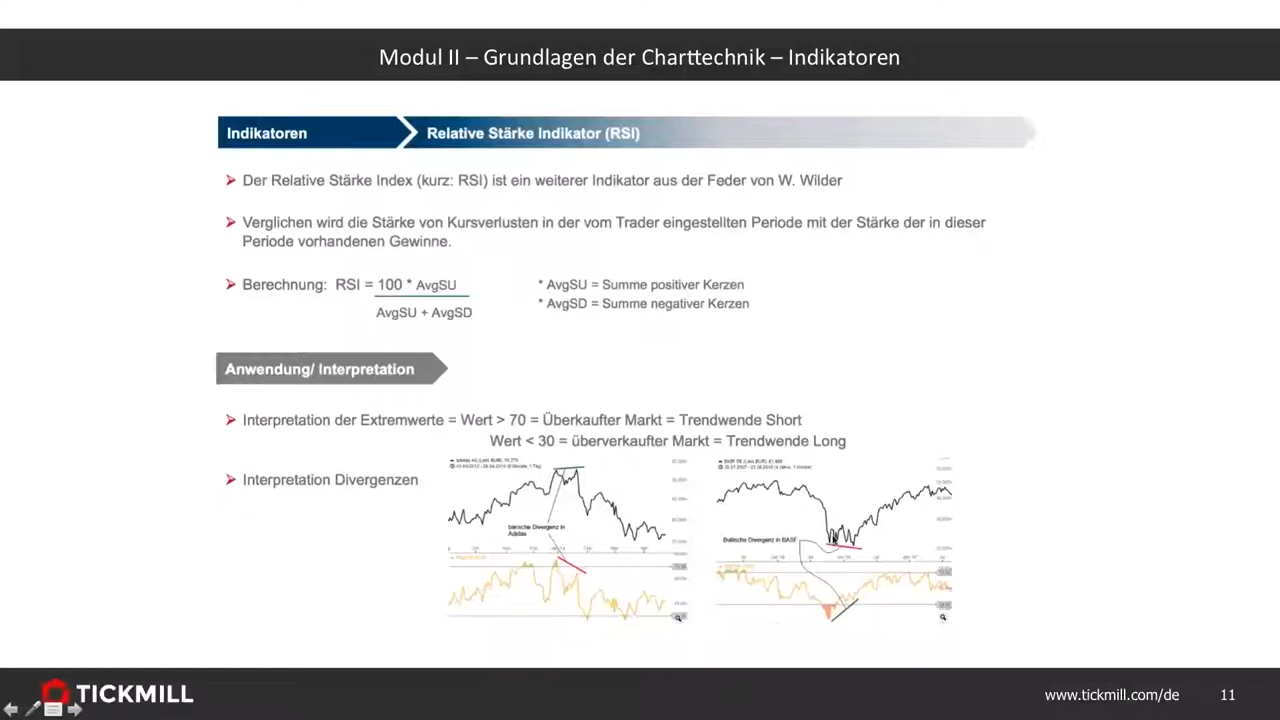 Modul II – Grundlagen der Charttechnik – Indikatoren
Indikatoren
Relative Stärke Indikator (RSI)
Der Relative Stärke Index (kurz: RSI) ist ein weiterer Indikator aus der Feder von W. Wilder
Verglichen wird die Stärke von Kursverlusten in der vom Trader eingestellten Periode mit der Stärke der in dieser
Periode vorhandenen Gewinne.
Berechnung: RSI = 100 * AvgSU
AvgSU + AvgSD
* AvgSU = Summe positiver Kerzen
* AvgSD = Summe negativer Kerzen
Anwendung/ Interpretation
Interpretation der Extremwerte = Wert > 70 = Überkaufter Markt = Trendwende Short
Wert < 30 = überverkaufter Markt = Trendwende Long
Interpretation Divergenzen
bärische Divergenz in
Adidas
Bullische Divergenz in BASF
TICKMILL
www.tickmill.com/de
11